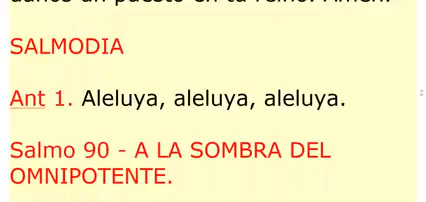 SALMODIA
Ant 1. Aleluya, aleluya, aleluya.
Salmo 90 - A LA SOMBRA DEL
OMNIPOTENTE.